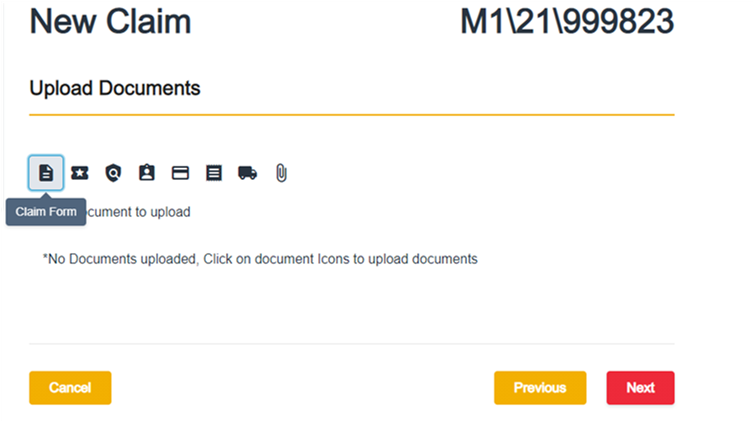 New Claim
M1\21\999823
Upload Documents
Claim Form
cument to upload
*No Documents uploaded, Click on document Icons to upload documents
Cancel
Previous
Next